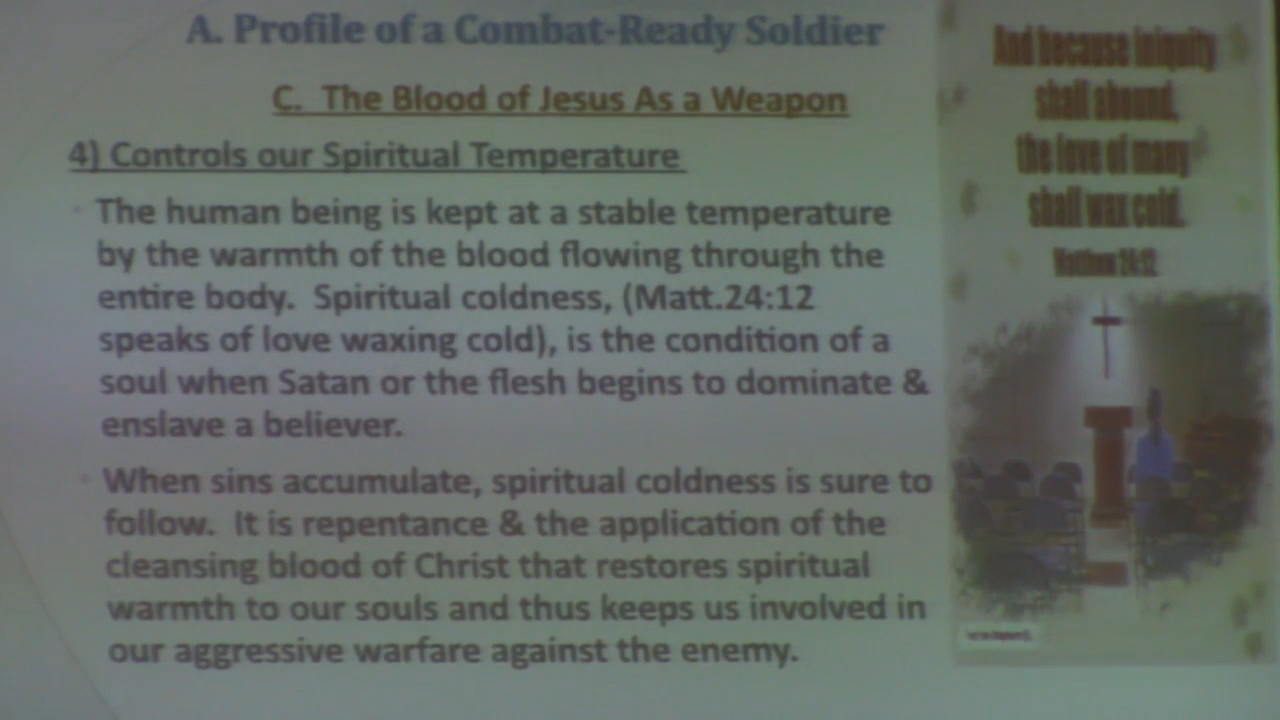 A. Profile of a Combat-Ready Soldier
C. The Blood of Jesus As a Weapon
4) Controls our Spiritual Temperature
The human being is kept at a stable temperature
by the warmth of the blood flowing through the
entire body. Spiritual coldness, (Matt.24:12
speaks of love waxing cold), is the condition of a
soul when Satan or the flesh begins to dominate &
enslave a believer.
When sins accumulate, spiritual coldness is sure to
follow. It is repentance & the application of the
cleansing blood of Christ that restores spiritual
warmth to our souls and thus keeps us involved in
our aggressive warfare against the enemy.
And because iniquity
shall abound,
the love of many
shall wax cold.
Matthew 24:12